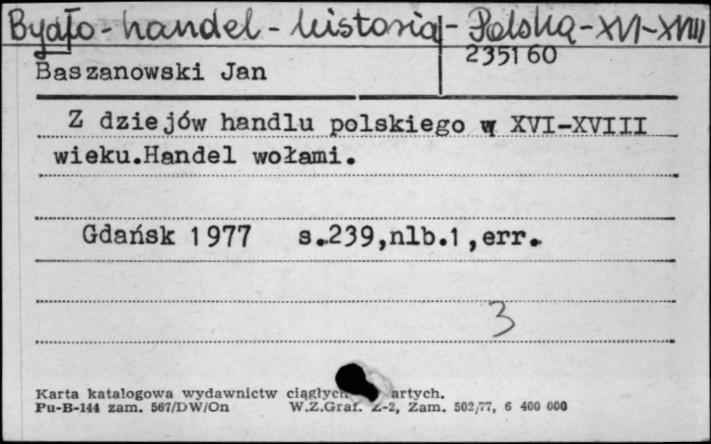 Bydło - handel - historia - Polska - XVI-XVIII
235160
Baszanowski Jan
Z dziejów handlu polskiego w XVI-XVIII
wieku.Handel wołami.
Gdańsk 1977 s.239,nlb.1,err.
3
Karta katalogowa wydawnictw ciągłych artych.
Pu-B-144 zam. 567/DW/On W.Z.Graf. Z-2, Zam. 502/77, 6 400 000